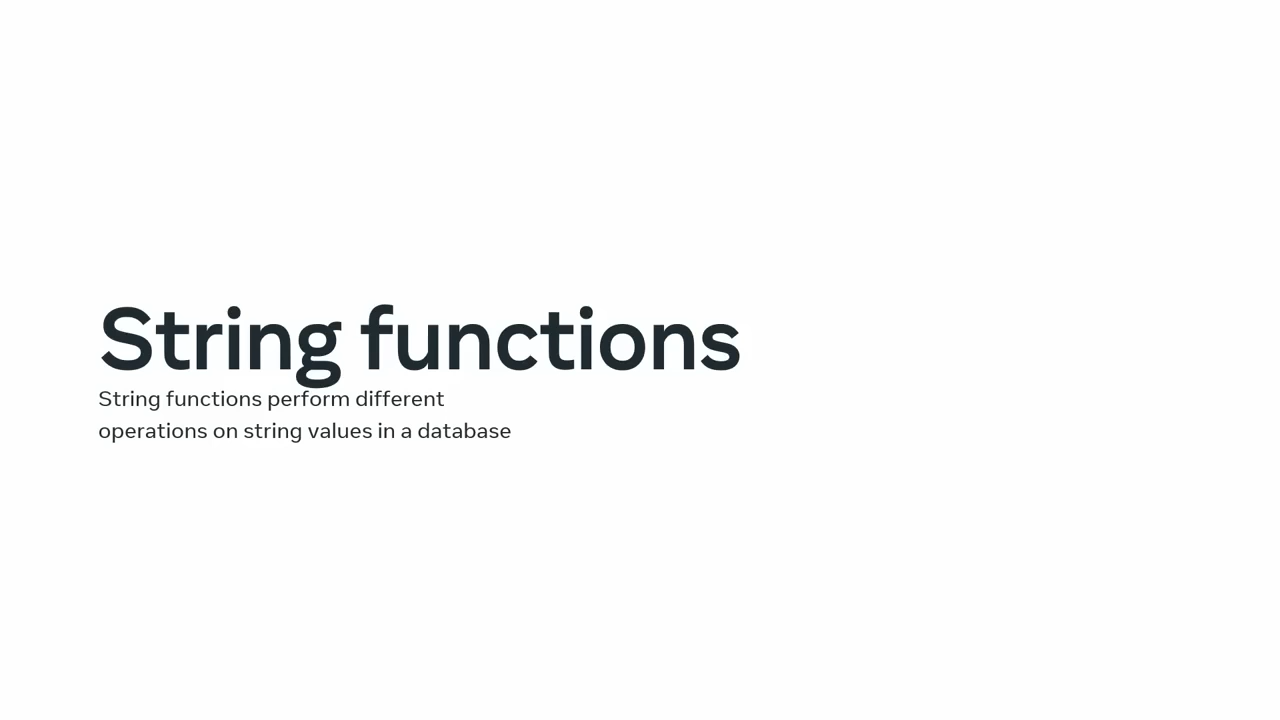 String functions
String functions perform different
operations on string values in a database